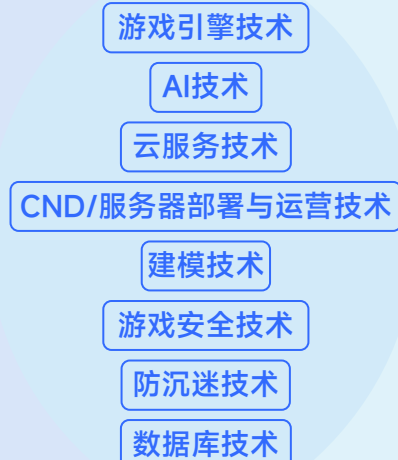 游戏引擎技术
AI技术
云服务技术
CND/服务器部署与运营技术
建模技术
游戏安全技术
防沉迷技术
数据库技术